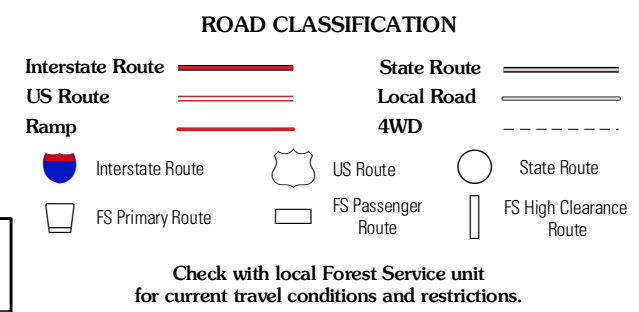 ROAD CLASSIFICATION
Interstate Route
State Route
US Route
Local Road
Ramp
4WD
Interstate Route
US Route
State Route
FS Primary Route
FS Passenger
Route
FS High Clearance
Route
Check with local Forest Service unit
for current travel conditions and restrictions.